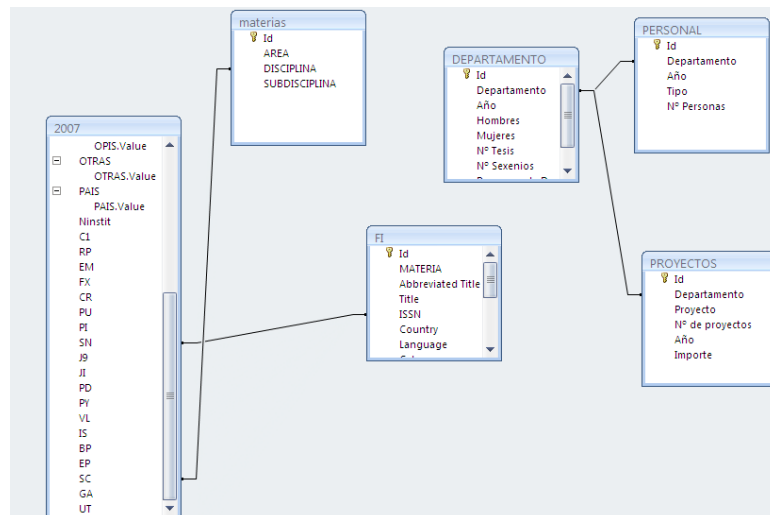 materias
Id
AREA
DISCIPLINA
SUBDISCIPLINA
DEPARTAMENTO
Id
Departamento
Año
Hombres
Mujeres
Nº Tesis
Nº Sexenios
PERSONAL
Id
Departamento
Año
Tipo
Nº Personas
2007
OPIS.Value
OTRAS
OTRAS.Value
PAIS
PAIS.Value
Ninstit
C1
RP
EM
FX
CR
PU
PI
SN
J9
JI
PD
PY
VL
IS
BP
EP
SC
GA
UT
FI
Id
MATERIA
Abbreviated Title
Title
ISSN
Country
Language
PROYECTOS
Id
Departamento
Proyecto
Nº de proyectos
Año
Importe